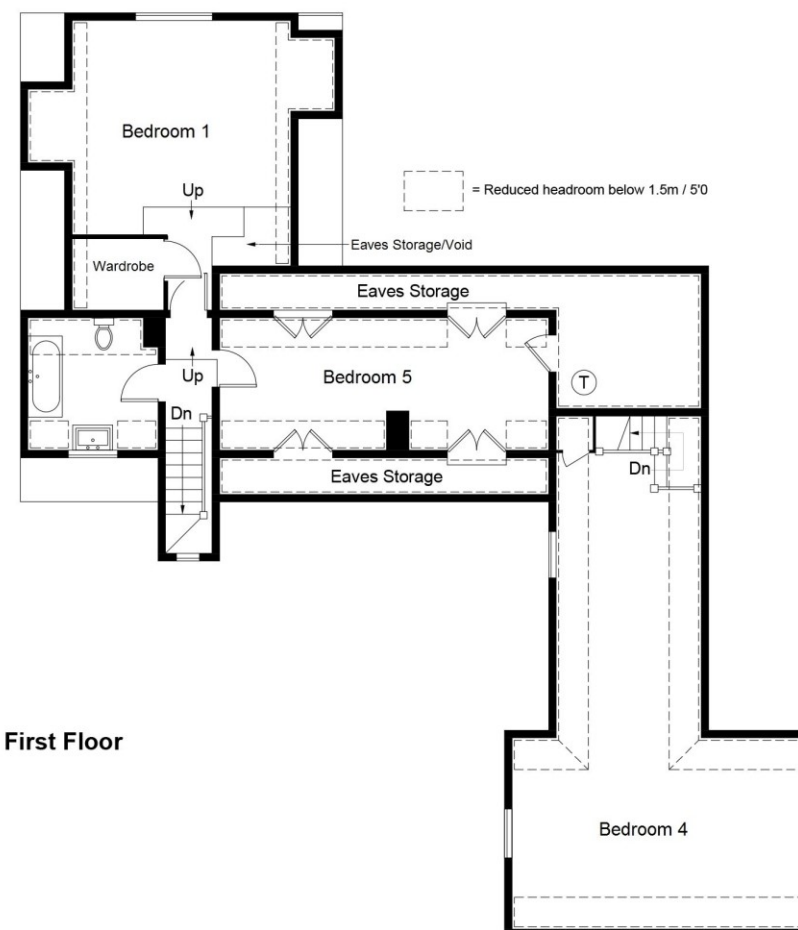 Bedroom 1
Up
= Reduced headroom below 1.5m / 5'0
Eaves Storage/Void
Wardrobe
Eaves Storage
Up
Bedroom 5
T
Dn
Dn
Eaves Storage
First Floor
Bedroom 4